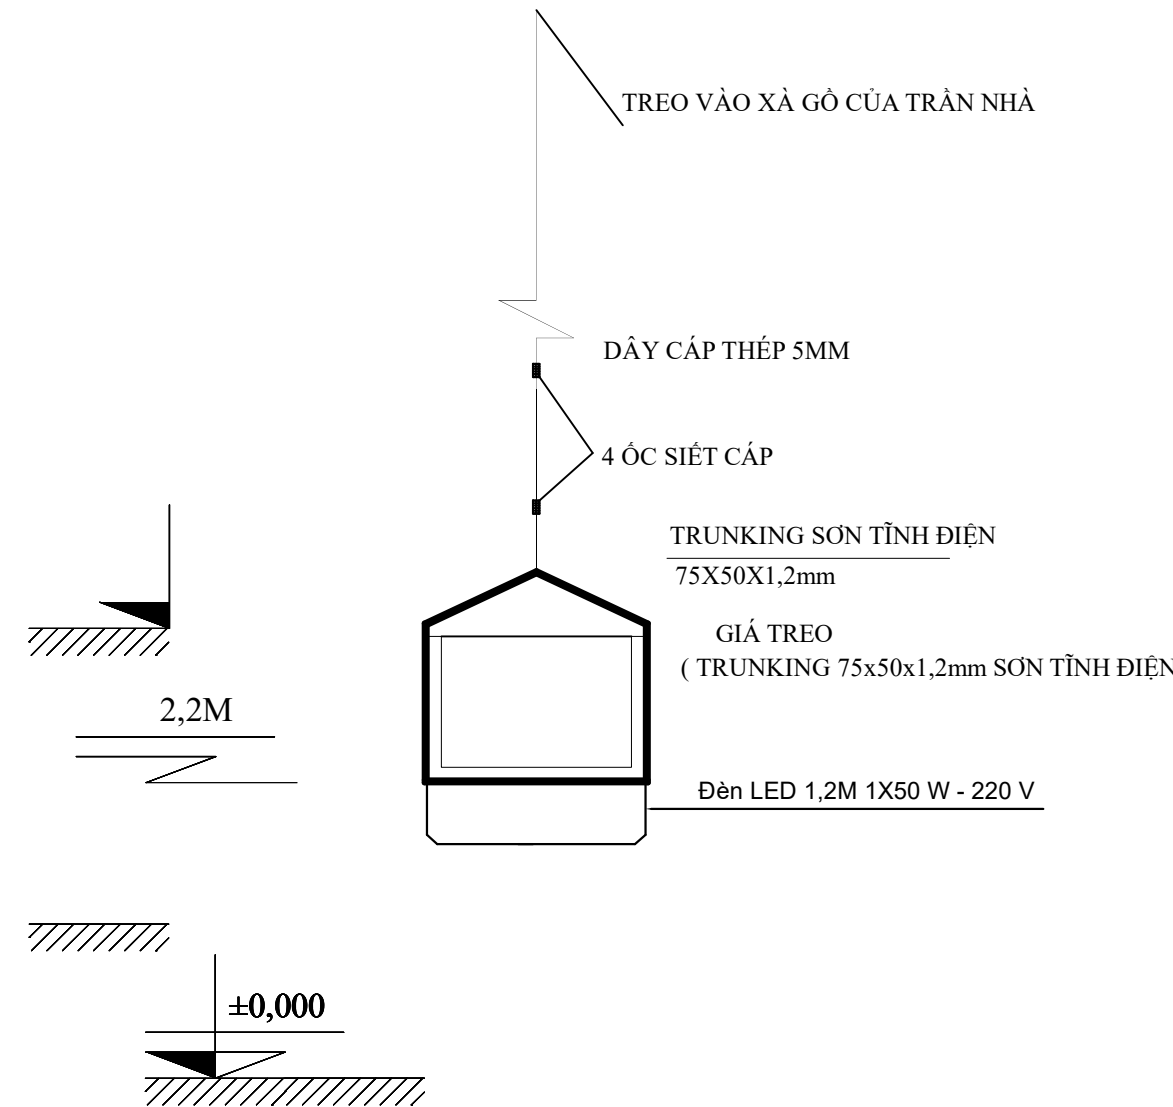 TREO VÀO XÀ GỒ CỦA TRẦN NHÀ
DÂY CÁP THÉP 5MM
4 ỐC SIẾT CÁP
TRUNKING SƠN TĨNH ĐIỆN
75X50X1,2mm
GIÁ TREO
( TRUNKING 75x50x1,2mm SƠN TĨNH ĐIỆN
2,2M
Đèn LED 1,2M 1X50 W - 220 V
±0,000